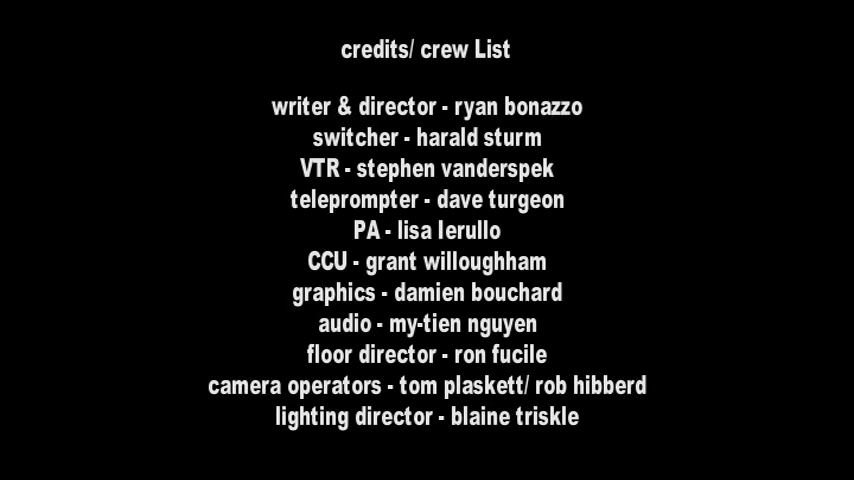 credits/ crew List
writer & director - ryan bonazzo
switcher - harald sturm
VTR - stephen vanderspek
teleprompter - dave turgeon
PA - lisa lerullo
CCU - grant willoughham
graphics - damien bouchard
audio - my-tien nguyen
floor director - ron fucile
camera operators - tom plaskett/ rob hibberd
lighting director - blaine triskle